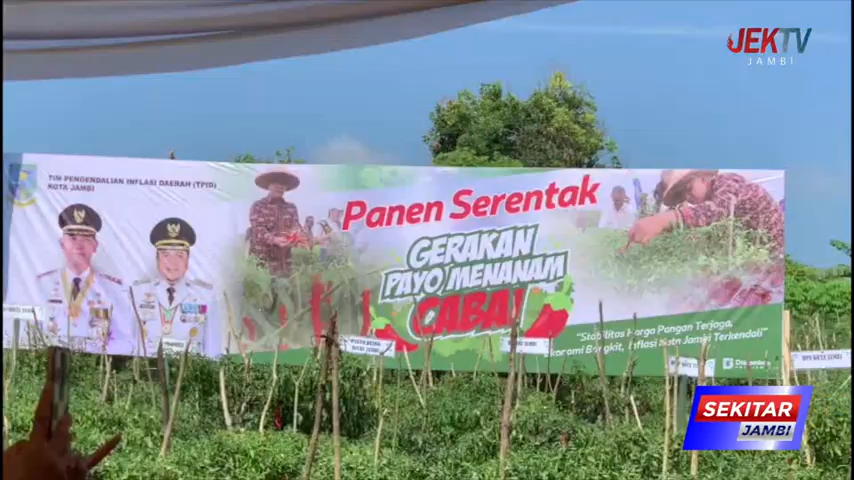 JEKTV
JAMBI
TIM PENGENDALIAN INFLASI DAERAH (TPID)
KOTA JAMBI
Panen Serentak
GERAKAN
PAYO MENANAM
CABAI
"Stabilitas Harga Pangan Terjaga,
Bangkit, Inflasi Kota Jambi Terkendali"
SEKITAR
JAMBI